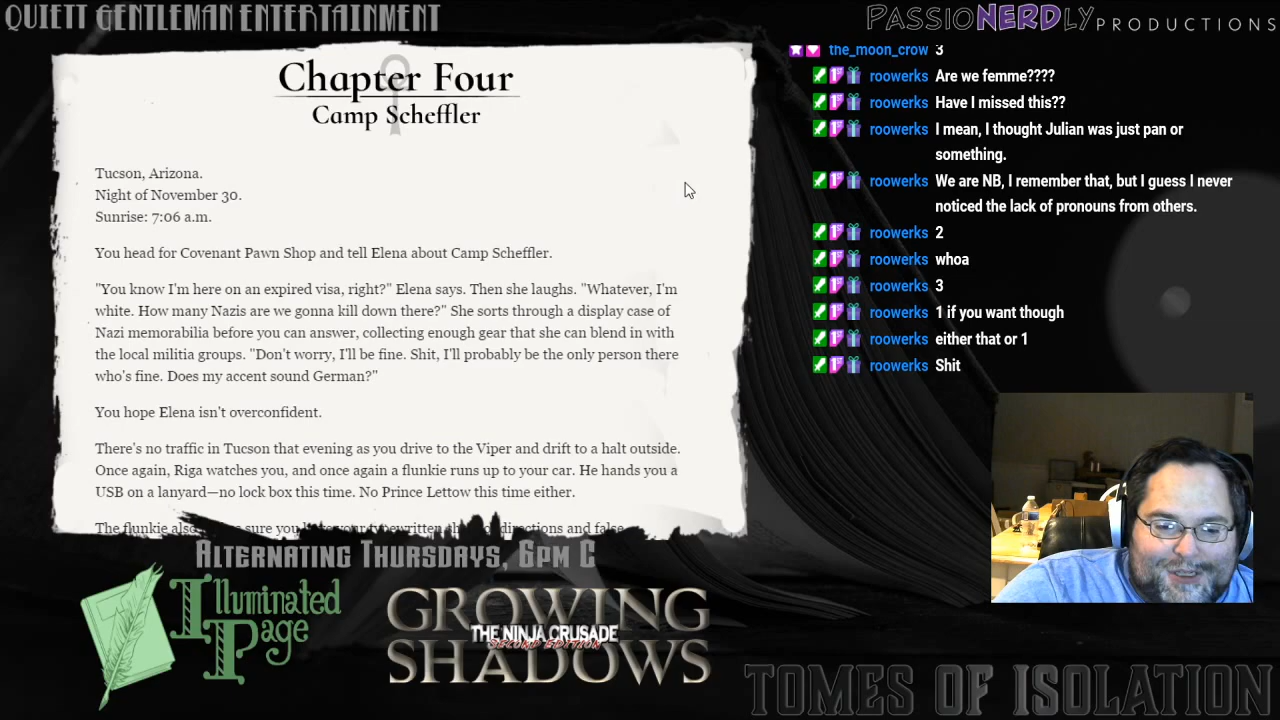 QUIETT GENTLEMAN ENTERTAINMENT
PASSIONERDLY PRODUCTIONS
Chapter Four
Camp Scheffler
Tucson, Arizona.
Night of November 30.
Sunrise: 7:06 a.m.
You head for Covenant Pawn Shop and tell Elena about Camp Scheffler.
"You know I'm here on an expired visa, right?" Elena says. Then she laughs. "Whatever, I'm
white. How many Nazis are we gonna kill down there?" She sorts through a display case of
Nazi memorabilia before you can answer, collecting enough gear that she can blend in with
the local militia groups. "Don't worry, I'll be fine. Shit, I'll probably be the only person there
who's fine. Does my accent sound German?"
You hope Elena isn't overconfident.
There's no traffic in Tucson that evening as you drive to the Viper and drift to a halt outside.
Once again, Riga watches you, and once again a flunkie runs up to your car. He hands you a
USB on a lanyard—no lock box this time. No Prince Lettow this time either.
The flunkie sure you your typewritten directions and false
the_moon_crow 3
roowerks Are we femme????
roowerks Have I missed this??
roowerks I mean, I thought Julian was just pan or
something.
roowerks We are NB, I remember that, but I guess I never
noticed the lack of pronouns from others.
roowerks 2
roowerks whoa
roowerks 3
roowerks 1 if you want though
roowerks either that or 1
roowerks Shit
ALTERNATING THURSDAYS, 6PM C
Illuminated
Page
GROWING
THE NINJA CRUSADE
SECOND EDITION
SHADOWS
TOMES OF ISOLATION